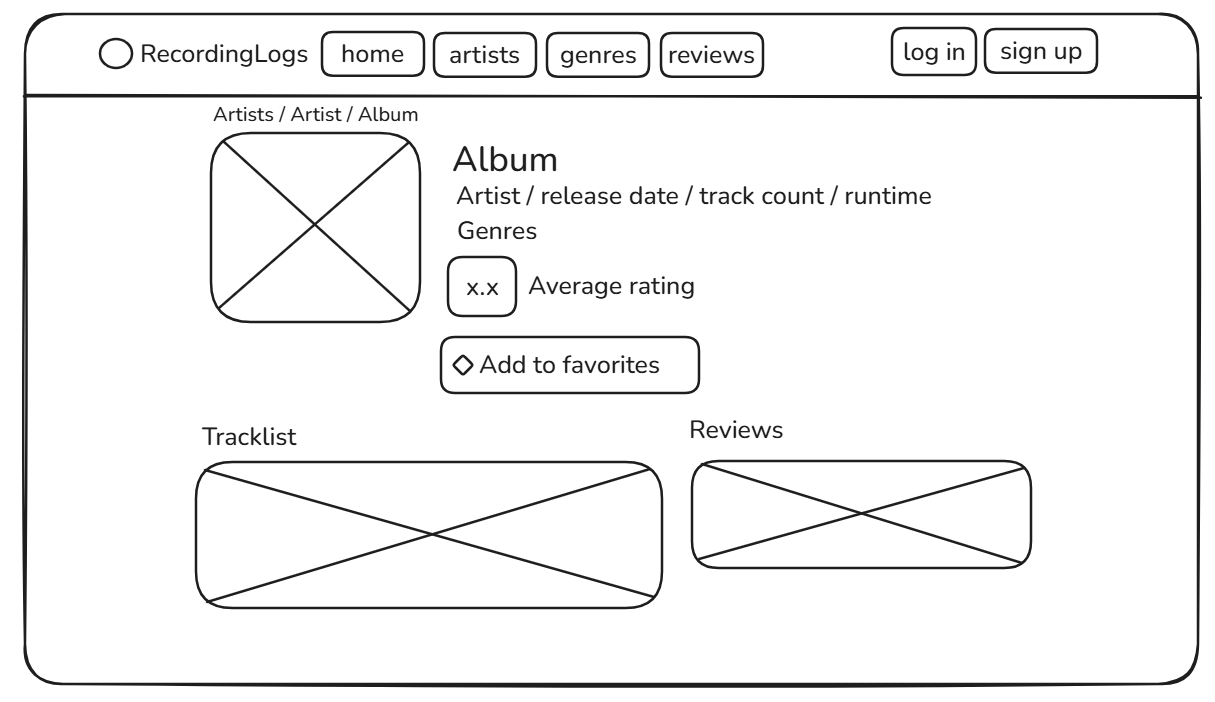 RecordingLogs home artists genres reviews log in sign up
Artists / Artist / Album
Album
Artist / release date / track count / runtime
Genres
x.x Average rating
Add to favorites
Tracklist
Reviews